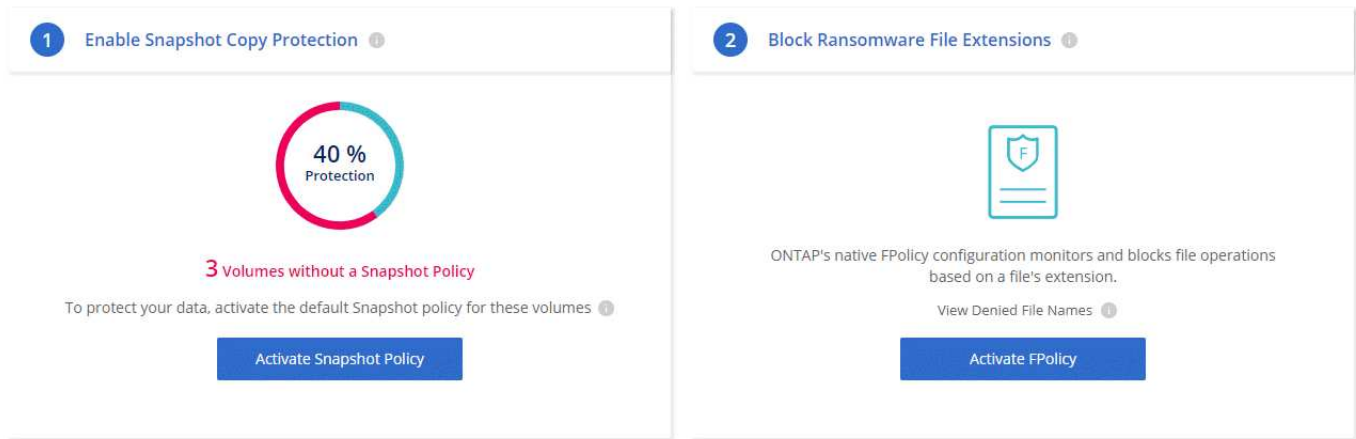 1 Enable Snapshot Copy Protection i
40 %
Protection
3 Volumes without a Snapshot Policy
To protect your data, activate the default Snapshot policy for these volumes i
Activate Snapshot Policy
2 Block Ransomware File Extensions i
F
ONTAP's native FPolicy configuration monitors and blocks file operations
based on a file's extension.
View Denied File Names i
Activate FPolicy